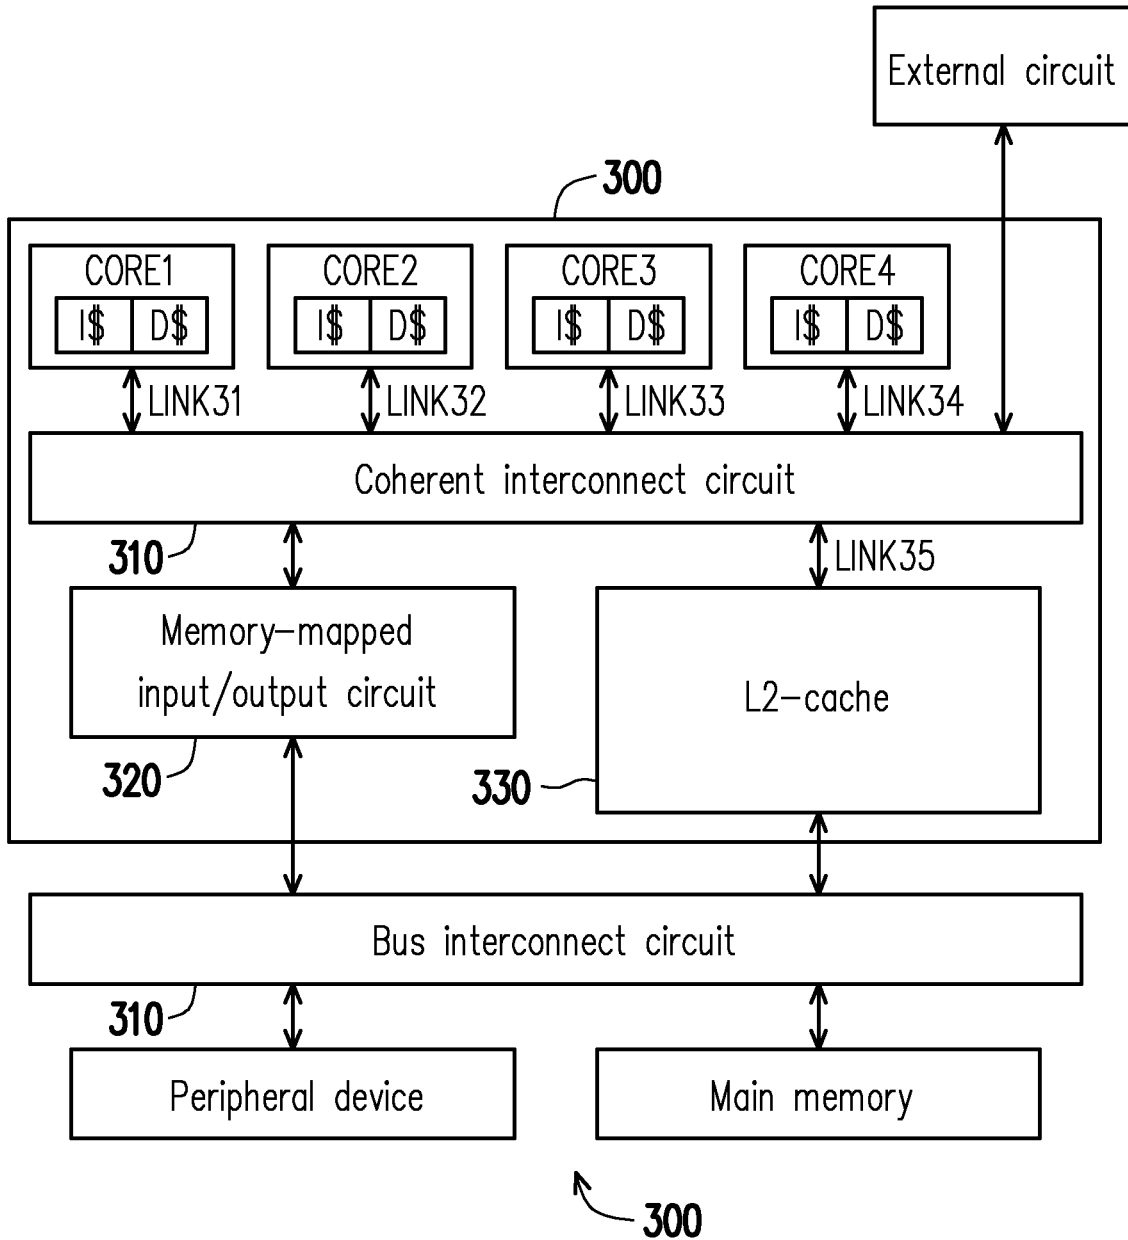 External circuit
300
CORE1 CORE2 CORE3 CORE4
I$ D$ I$ D$ I$ D$ I$ D$
LINK31 LINK32 LINK33 LINK34
Coherent interconnect circuit
310
LINK35
Memory-mapped
input/output circuit
L2-cache
320
330
Bus interconnect circuit
310
Peripheral device
Main memory
300